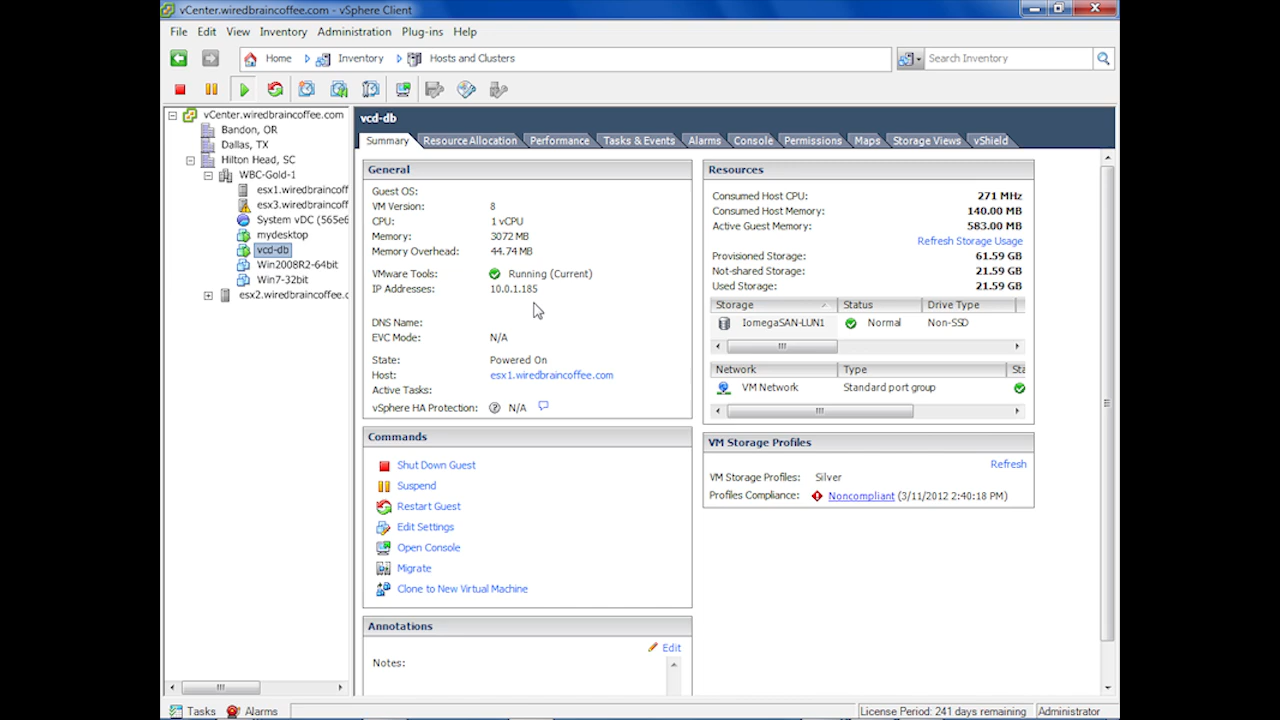 vCenter.wiredbraincoffee.com - vSphere Client
File Edit View Inventory Administration Plug-ins Help
Home Inventory Hosts and Clusters Search Inventory
vCenter.wiredbraincoffee.com
Bandon, OR
Dallas, TX
Hilton Head, SC
WBC-Gold-1
esx1.wiredbraincoff
esx3.wiredbraincoff
System vDC (565e6
mydesktop
vcd-db
Win2008R2-64bit
Win7-32bit
esx2.wiredbraincoffee.c
vcd-db
Summary Resource Allocation Performance Tasks & Events Alarms Console Permissions Maps Storage Views vShield
General
Guest OS:
VM Version: 8
CPU: 1 vCPU
Memory: 3072 MB
Memory Overhead: 44.74 MB
VMware Tools: Running (Current)
IP Addresses: 10.0.1.185
DNS Name:
EVC Mode: N/A
State: Powered On
Host: esx1.wiredbraincoffee.com
Active Tasks:
vSphere HA Protection: N/A
Commands
Shut Down Guest
Suspend
Restart Guest
Edit Settings
Open Console
Migrate
Clone to New Virtual Machine
Annotations
Edit
Notes:
Resources
Consumed Host CPU: 271 MHz
Consumed Host Memory: 140.00 MB
Active Guest Memory: 583.00 MB
Refresh Storage Usage
Provisioned Storage: 61.59 GB
Not-shared Storage: 21.59 GB
Used Storage: 21.59 GB
Storage Status Drive Type
IomegaSAN-LUN1 Normal Non-SSD
Network Type Sta
VM Network Standard port group
VM Storage Profiles
Refresh
VM Storage Profiles: Silver
Profiles Compliance: Noncompliant (3/11/2012 2:40:18 PM)
Tasks Alarms License Period: 241 days remaining Administrator